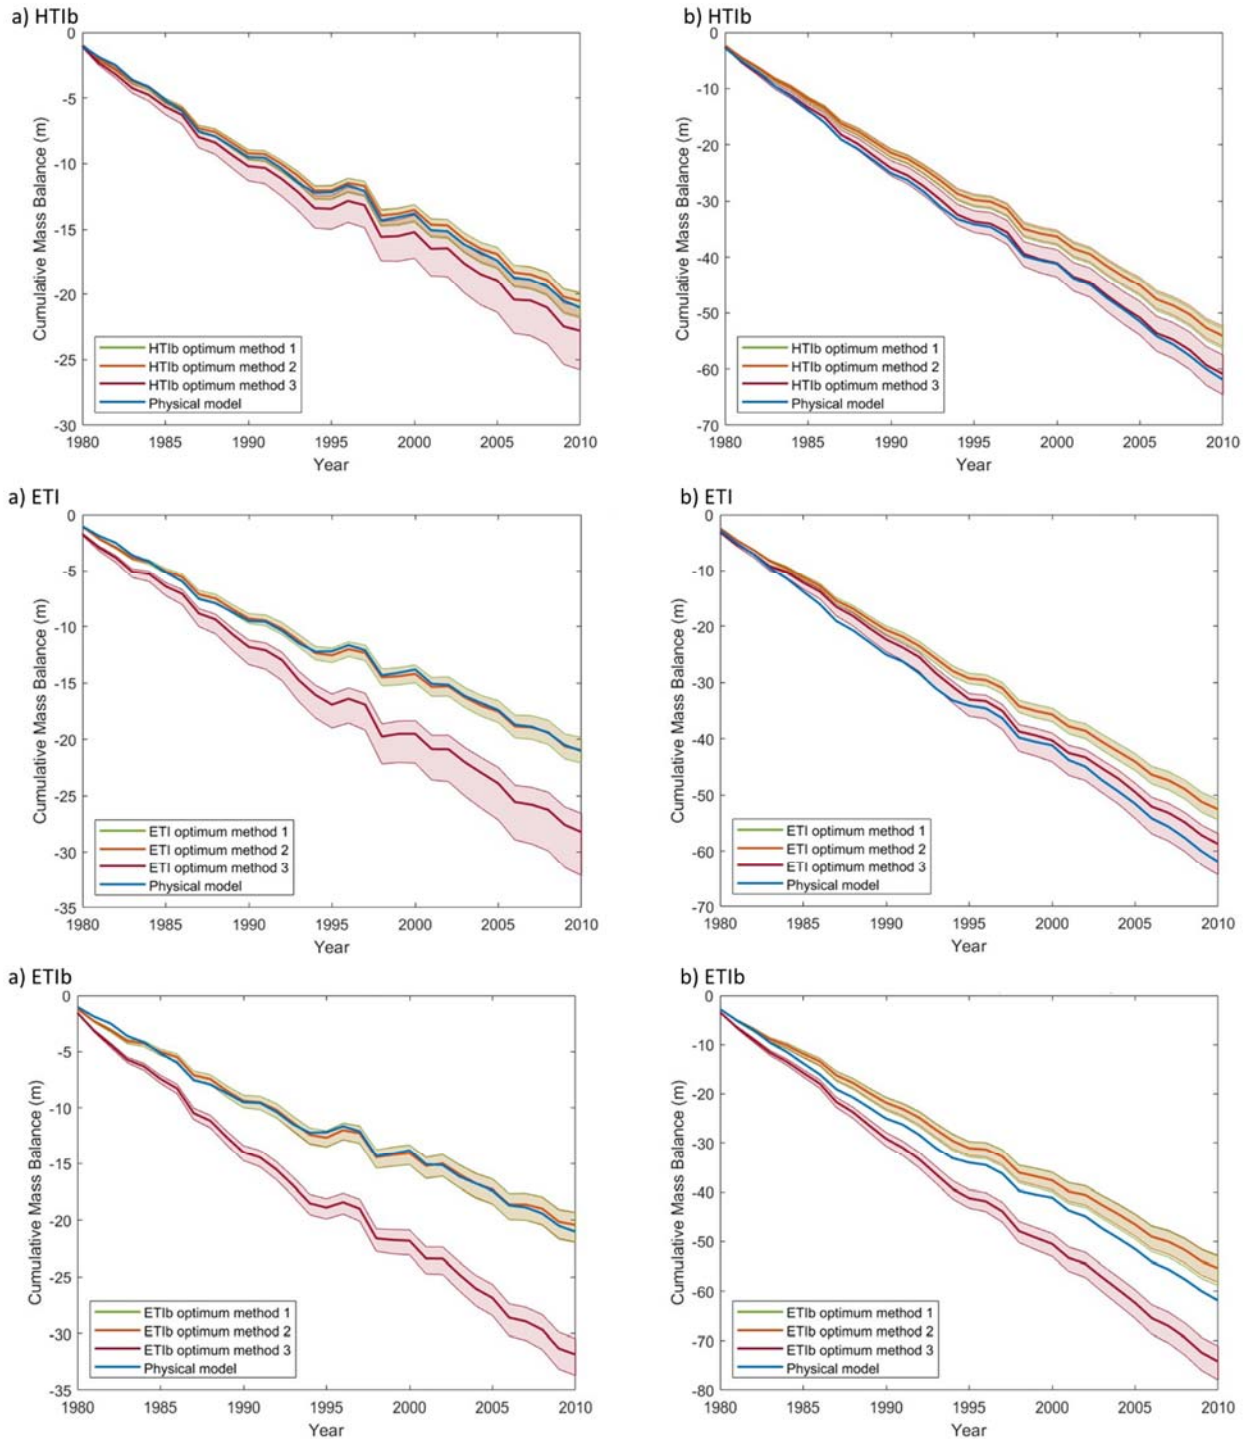 a) HTIb
0
-5
-10
-15
-20
-25
-30
Cumulative Mass Balance (m)
HTIb optimum method 1
HTIb optimum method 2
HTIb optimum method 3
Physical model
1980 1985 1990 1995 2000 2005 2010
Year
b) HTIb
0
-10
-20
-30
-40
-50
-60
-70
Cumulative Mass Balance (m)
HTIb optimum method 1
HTIb optimum method 2
HTIb optimum method 3
Physical model
1980 1985 1990 1995 2000 2005 2010
Year
a) ETI
0
-5
-10
-15
-20
-25
-30
-35
Cumulative Mass Balance (m)
ETI optimum method 1
ETI optimum method 2
ETI optimum method 3
Physical model
1980 1985 1990 1995 2000 2005 2010
Year
b) ETI
0
-10
-20
-30
-40
-50
-60
-70
Cumulative Mass Balance (m)
ETI optimum method 1
ETI optimum method 2
ETI optimum method 3
Physical model
1980 1985 1990 1995 2000 2005 2010
Year
a) ETIb
0
-5
-10
-15
-20
-25
-30
-35
Cumulative Mass Balance (m)
ETIb optimum method 1
ETIb optimum method 2
ETIb optimum method 3
Physical model
1980 1985 1990 1995 2000 2005 2010
Year
b) ETIb
0
-10
-20
-30
-40
-50
-60
-70
-80
Cumulative Mass Balance (m)
ETIb optimum method 1
ETIb optimum method 2
ETIb optimum method 3
Physical model
1980 1985 1990 1995 2000 2005 2010
Year